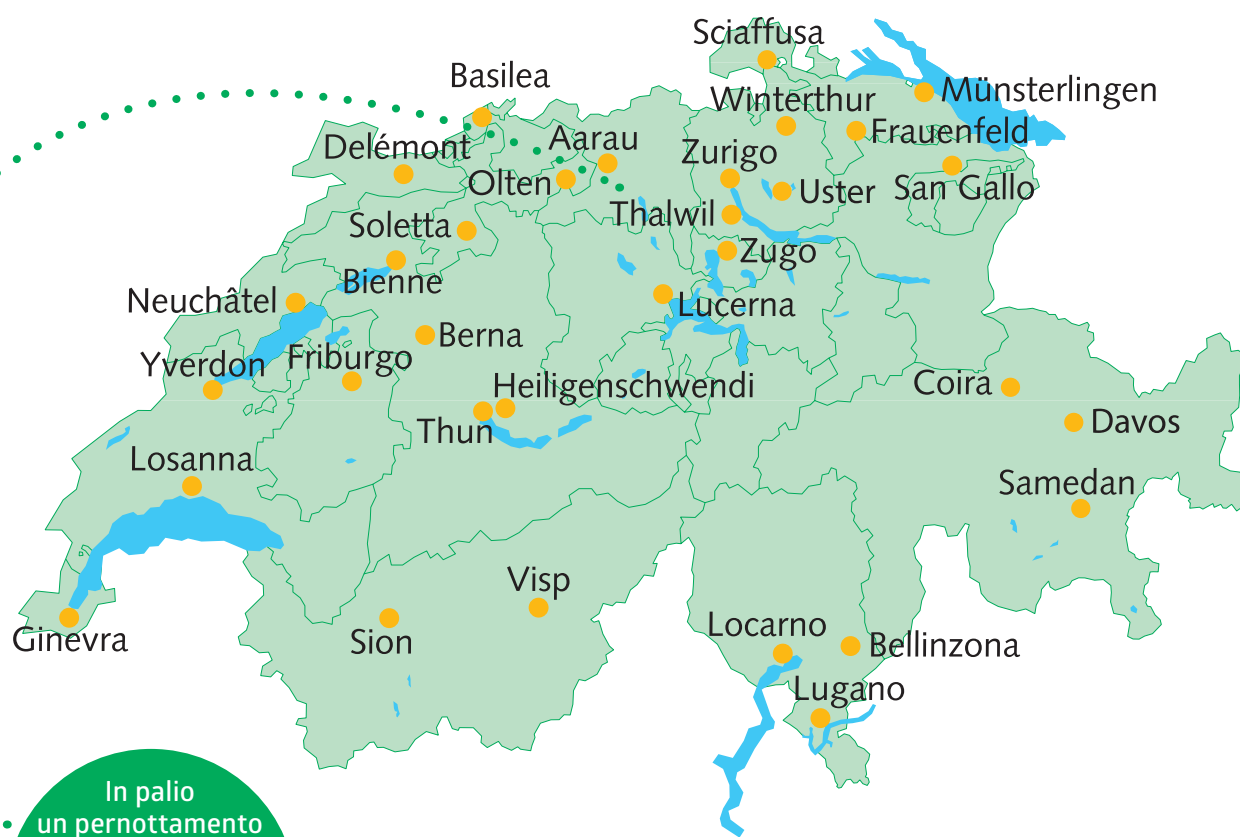 Sciaffusa
Basilea
Münsterlingen
Winterthur
Frauenfeld
Aarau
Delémont
Zurigo
Olten
Uster
San Gallo
Thalwil
Soletta
Zugo
Bienne
Neuchâtel
Lucerna
Berna
Friburgo
Yverdon
Heiligenschwendi
Coira
Davos
Thun
Losanna
Samedan
Visp
Locarno
Ginevra
Sion
Bellinzona
Lugano
In palio
un pernottamento